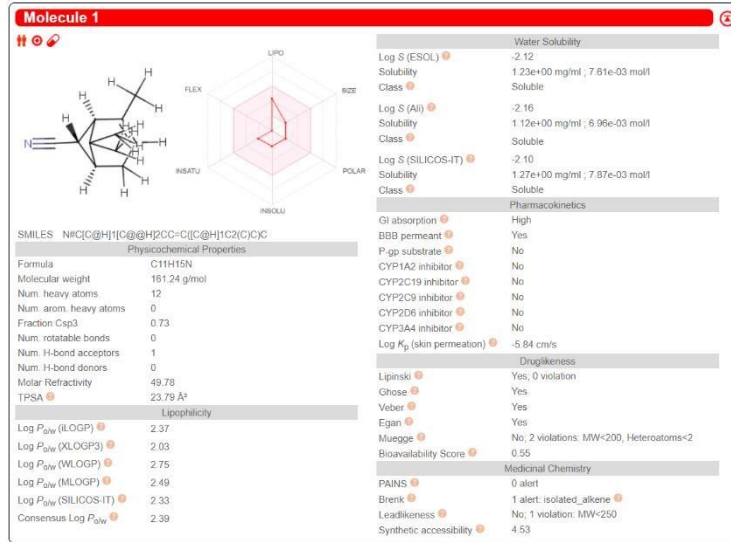 Molecule 1
H
H
H
H
H
H
H
H
N
LIPO
FLEX
SIZE
INSATU
POLAR
INSOLU
SMILES N#C[C@H]1[C@@H]2CC=C([C@H]1C2(C)C)C
Physicochemical Properties
Formula C11H15N
Molecular weight 161.24 g/mol
Num. heavy atoms 12
Num. arom. heavy atoms 0
Fraction Csp3 0.73
Num. rotatable bonds 0
Num. H-bond acceptors 1
Num. H-bond donors 0
Molar Refractivity 49.78
TPSA 23.79 Å²
Lipophilicity
Log Po/w (iLOGP) 2.37
Log Po/w (XLOGP3) 2.03
Log Po/w (WLOGP) 2.75
Log Po/w (MLOGP) 2.49
Log Po/w (SILICOS-IT) 2.33
Consensus Log Po/w 2.39
Water Solubility
Log S (ESOL) -2.12
Solubility 1.23e+00 mg/ml ; 7.61e-03 mol/l
Class Soluble
Log S (Ali) -2.16
Solubility 1.12e+00 mg/ml ; 6.96e-03 mol/l
Class Soluble
Log S (SILICOS-IT) -2.10
Solubility 1.27e+00 mg/ml ; 7.87e-03 mol/l
Class Soluble
Pharmacokinetics
GI absorption High
BBB permeant Yes
P-gp substrate No
CYP1A2 inhibitor No
CYP2C19 inhibitor No
CYP2C9 inhibitor No
CYP2D6 inhibitor No
CYP3A4 inhibitor No
Log Kp (skin permeation) -5.84 cm/s
Druglikeness
Lipinski Yes; 0 violation
Ghose Yes
Veber Yes
Egan Yes
Muegge No; 2 violations: MW<200, Heteroatoms<2
Bioavailability Score 0.55
Medicinal Chemistry
PAINS 0 alert
Brenk 1 alert: isolated_alkene
Leadlikeness No; 1 violation: MW<250
Synthetic accessibility 4.53